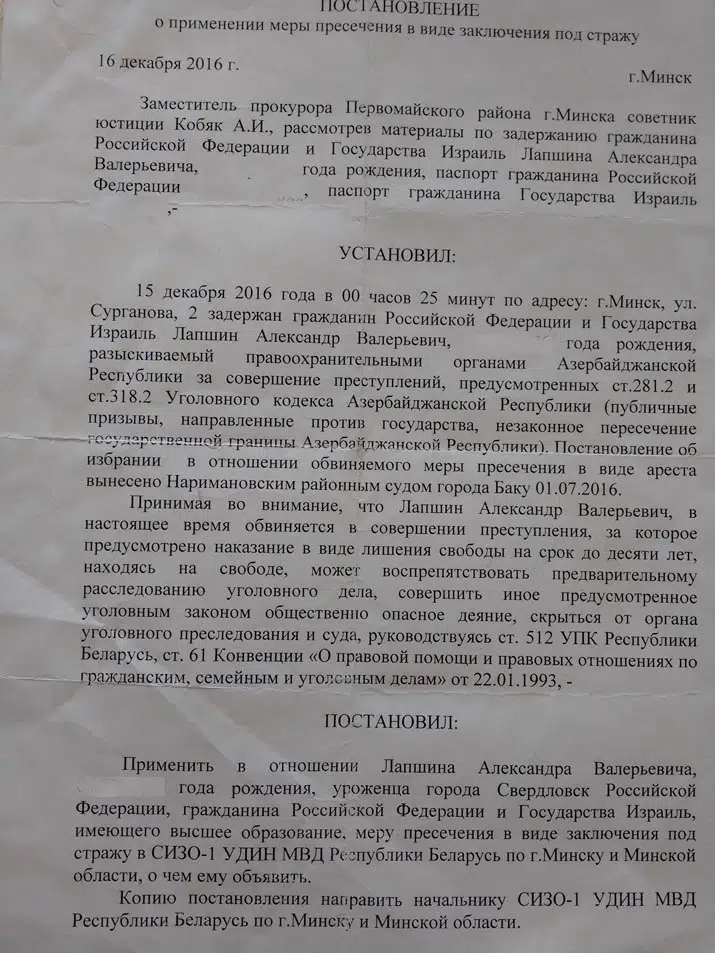 ПОСТАНОВЛЕНИЕ
о применении меры пресечения в виде заключения под стражу
16 декабря 2016 г.
г.Минск
Заместитель прокурора Первомайского района г.Минска советник
юстиции Кобяк А.И., рассмотрев материалы по задержанию гражданина
Российской Федерации и Государства Израиль Лапшина Александра
Валерьевича, года рождения, паспорт гражданина Российской
Федерации , паспорт гражданина Государства Израиль
,-
УСТАНОВИЛ:
15 декабря 2016 года в 00 часов 25 минут по адресу: г.Минск, ул.
Сурганова, 2 задержан гражданин Российской Федерации и Государства
Израиль Лапшин Александр Валерьевич, года рождения,
разыскиваемый правоохранительными органами Азербайджанской
Республики за совершение преступлений, предусмотренных ст.281.2 и
ст.318.2 Уголовного кодекса Азербайджанской Республики (публичные
призывы, направленные против государства, незаконное пересечение
государственной границы Азербайджанской Республики). Постановление об
избрании в отношении обвиняемого меры пресечения в виде ареста
вынесено Наримановским районным судом города Баку 01.07.2016.
Принимая во внимание, что Лапшин Александр Валерьевич, в
настоящее время обвиняется в совершении преступления, за которое
предусмотрено наказание в виде лишения свободы на срок до десяти лет,
находясь на свободе, может воспрепятствовать предварительному
расследованию уголовного дела, совершить иное предусмотренное
уголовным законом общественно опасное деяние, скрыться от органа
уголовного преследования и суда, руководствуясь ст. 512 УПК Республики
Беларусь, ст. 61 Конвенции «О правовой помощи и правовых отношениях по
гражданским, семейным и уголовным делам» от 22.01.1993, -
ПОСТАНОВИЛ:
Применить в отношении Лапшина Александра Валерьевича,
года рождения, уроженца города Свердловск Российской
Федерации, гражданина Российской Федерации и Государства Израиль,
имеющего высшее образование, меру пресечения в виде заключения под
стражу в СИЗО-1 УДИН МВД Республики Беларусь по г.Минску и Минской
области, о чем ему объявить.
Копию постановления направить начальнику СИЗО-1 УДИН МВД
Республики Беларусь по г.Минску и Минской области.